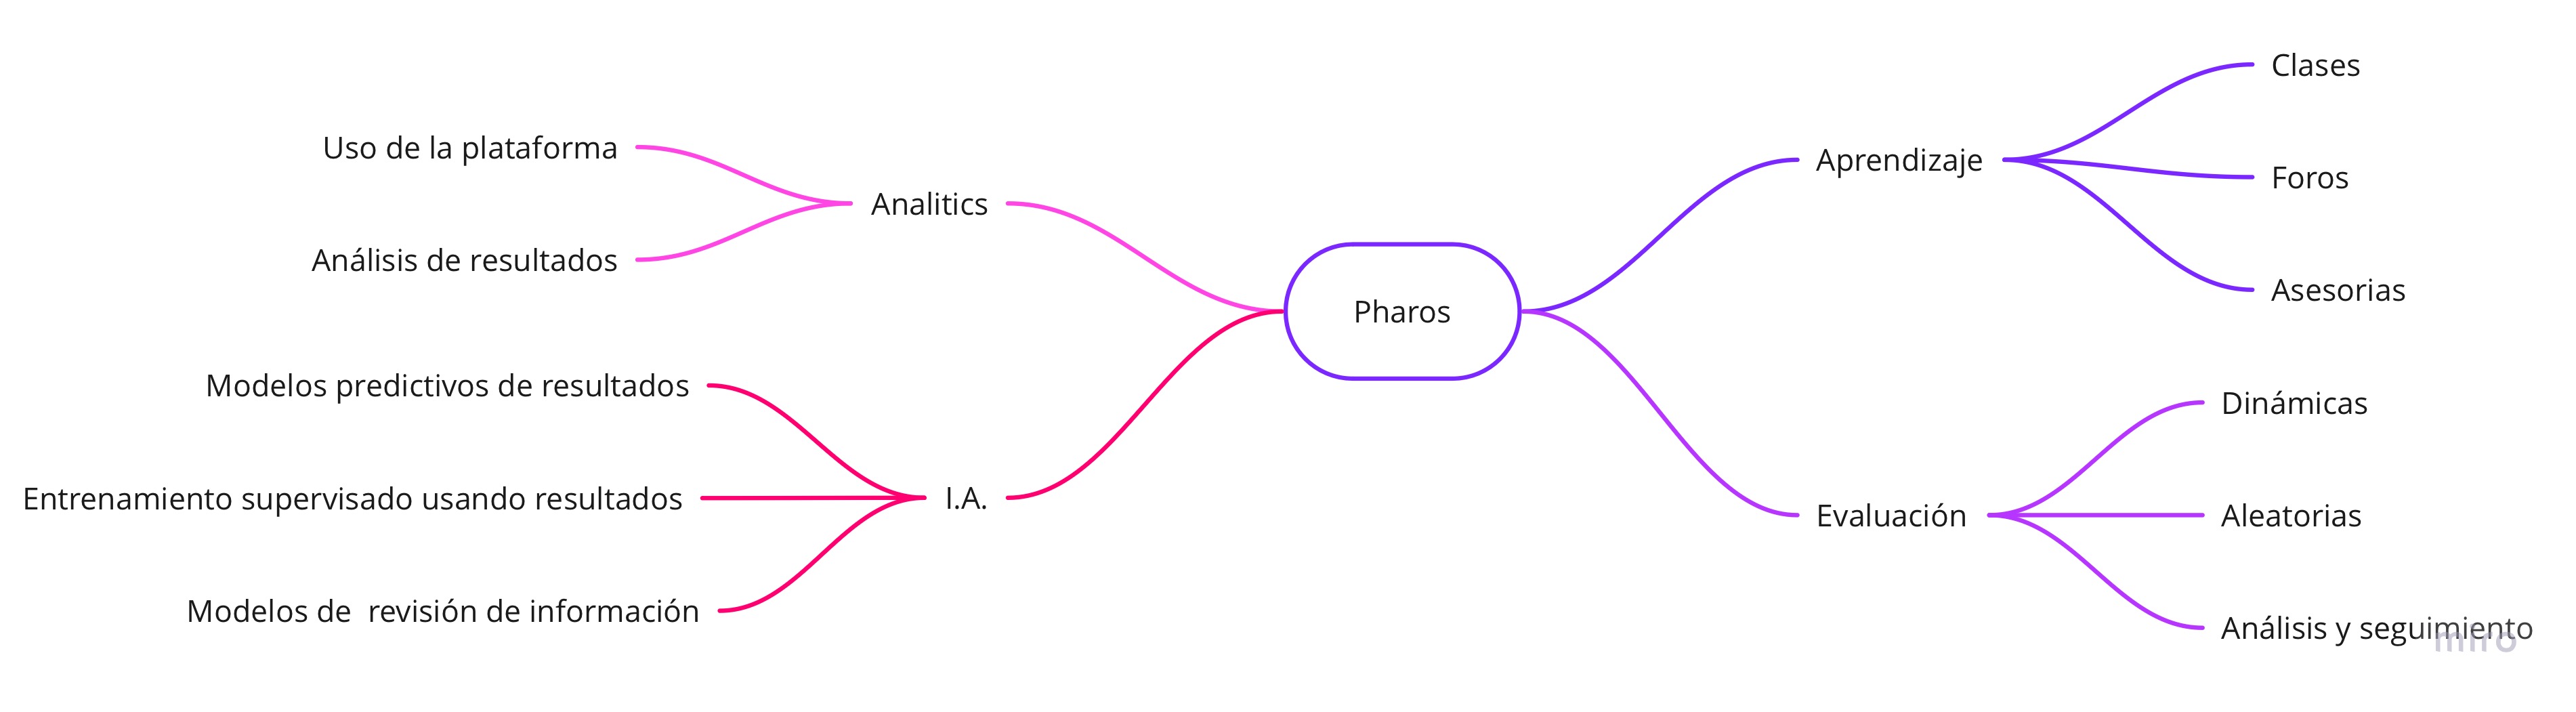 Pharos
Analitics
Uso de la plataforma
Análisis de resultados
I.A.
Modelos predictivos de resultados
Entrenamiento supervisado usando resultados
Modelos de  revisión de información
Aprendizaje
Clases
Foros
Asesorias
Evaluación
Dinámicas
Aleatorias
Análisis y seguimiento
miro